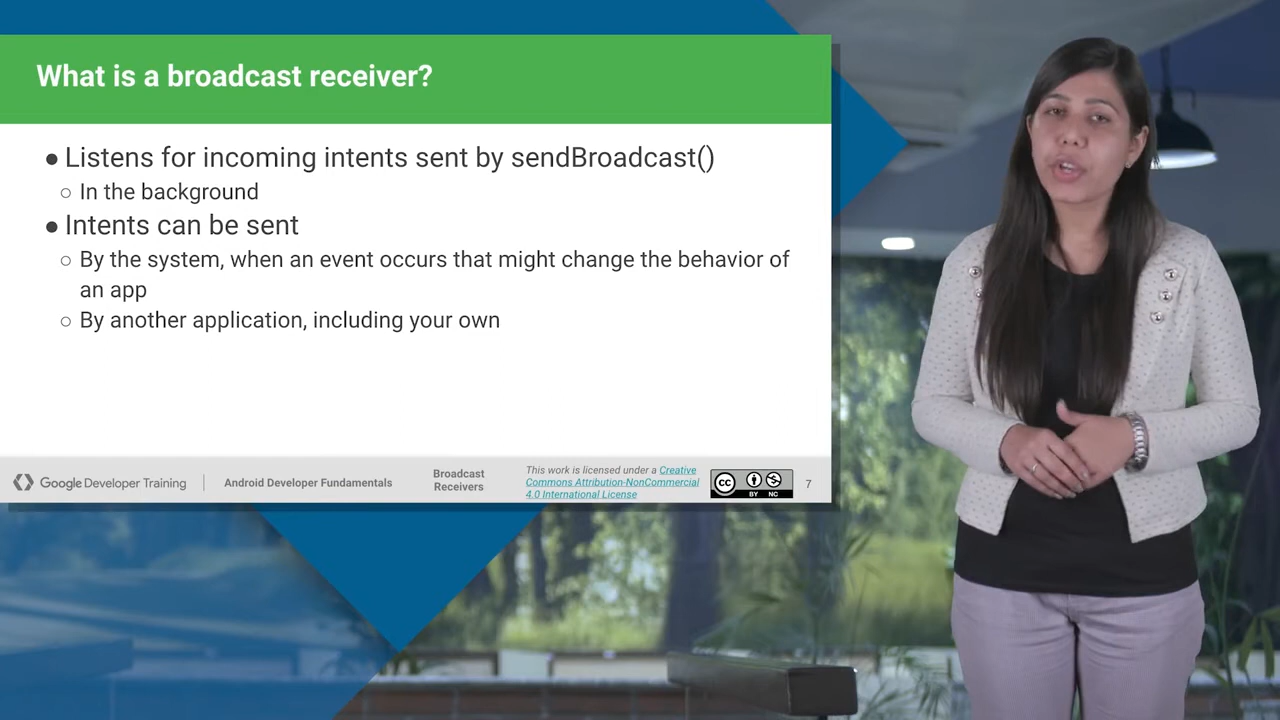 What is a broadcast receiver?
● Listens for incoming intents sent by sendBroadcast()
○ In the background
● Intents can be sent
○ By the system, when an event occurs that might change the behavior of
an app
○ By another application, including your own
Google Developer Training
Android Developer Fundamentals
Broadcast
Receivers
This work is licensed under a Creative
Commons Attribution-NonCommercial
4.0 International License
CC
BY NC
7